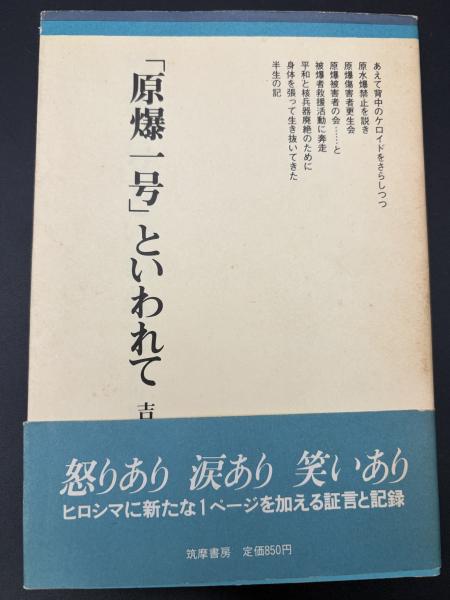 あえて背中のケロイドをさらしつつ
原水爆禁止を説き
原爆傷害者更生会
原爆被害者の会……と
被爆者救援活動に奔走
平和と核兵器廃絶のために
身体を張って生き抜いてきた
半生の記
「原爆一号」といわれて
吉
怒りあり 涙あり 笑いあり
ヒロシマに新たな1ページを加える証言と記録
筑摩書房 定価850円